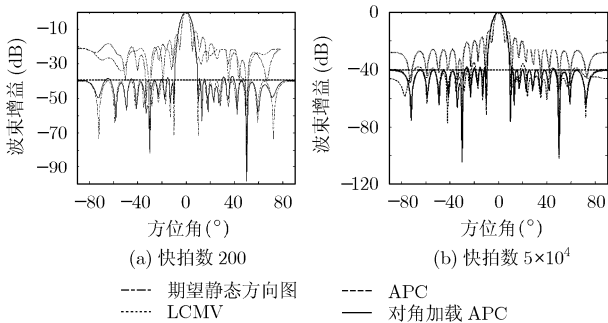 −10
−30
−50
−70
−90
波束增益 (dB)
−80 −40 0 40 80
方位角(°)
(a) 快拍数 200
0
−40
−80
−120
波束增益 (dB)
−80 −40 0 40 80
方位角(°)
(b) 快拍数 5×10⁴
期望静态方向图
APC
LCMV
对角加载 APC